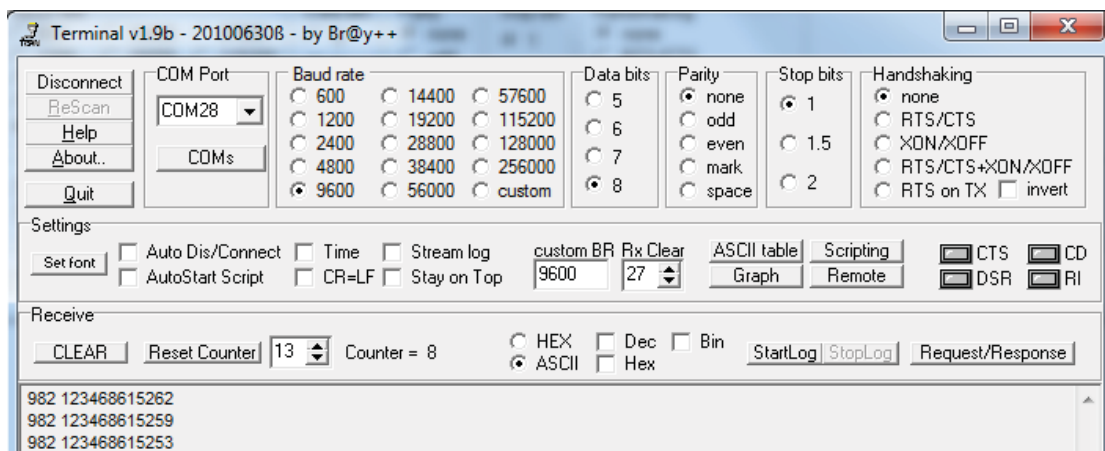 Terminal v1.9b - 20100630ß - by Br@y++
Disconnect
ReScan
Help
About..
Quit
COM Port
COM28
COMs
Baud rate
600 14400 57600
1200 19200 115200
2400 28800 128000
4800 38400 256000
9600 56000 custom
Data bits
5
6
7
8
Parity
none
odd
even
mark
space
Stop bits
1
1.5
2
Handshaking
none
RTS/CTS
XON/XOFF
RTS/CTS+XON/XOFF
RTS on TX invert
Settings
Set font
Auto Dis/Connect Time Stream log
AutoStart Script CR=LF Stay on Top
custom BR Rx Clear
9600 27
ASCII table Scripting
Graph Remote
CTS CD
DSR RI
Receive
CLEAR Reset Counter 13 Counter = 8
HEX Dec Bin
ASCII Hex
StartLog StopLog Request/Response
982 123468615262
982 123468615259
982 123468615253